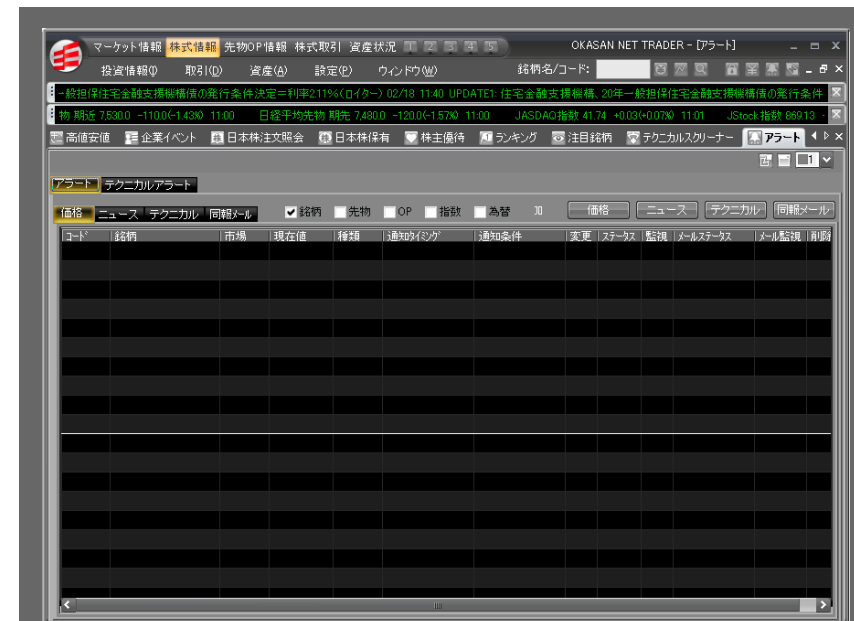 マーケット情報 株式情報 先物OP情報 株式取引 資産状況 1 2 3 4 5 OKASAN NET TRADER - [アラート]
投資情報(I) 取引(O) 資産(A) 設定(P) ウィンドウ(W) 銘柄名/コード:
一般担保住宅金融支援機構債の発行条件決定=利率2.11%(ロイター) 02/18 11:40 UPDATE1: 住宅金融支援機構、20年一般担保住宅金融支援機構債の発行条件
物 期近 7,530.0 -110.0(-1.43%) 11:00 日経平均先物 期先 7,480.0 -120.0(-1.57%) 11:00 JASDAQ指数 41.74 +0.03(+0.07%) 11:01 JStock指数 869.13 -
高値安値 企業イベント 日本株注文照会 日本株保有 株主優待 ランキング 注目銘柄 テクニカルスクリーナー アラート
1
アラート テクニカルアラート
価格 ニュース テクニカル 同報メール 銘柄 先物 OP 指数 為替 価格 ニュース テクニカル 同報メール
コード 銘柄 市場 現在値 種類 通知タイミング 通知条件 変更 ステータス 監視 メールステータス メール監視 削除